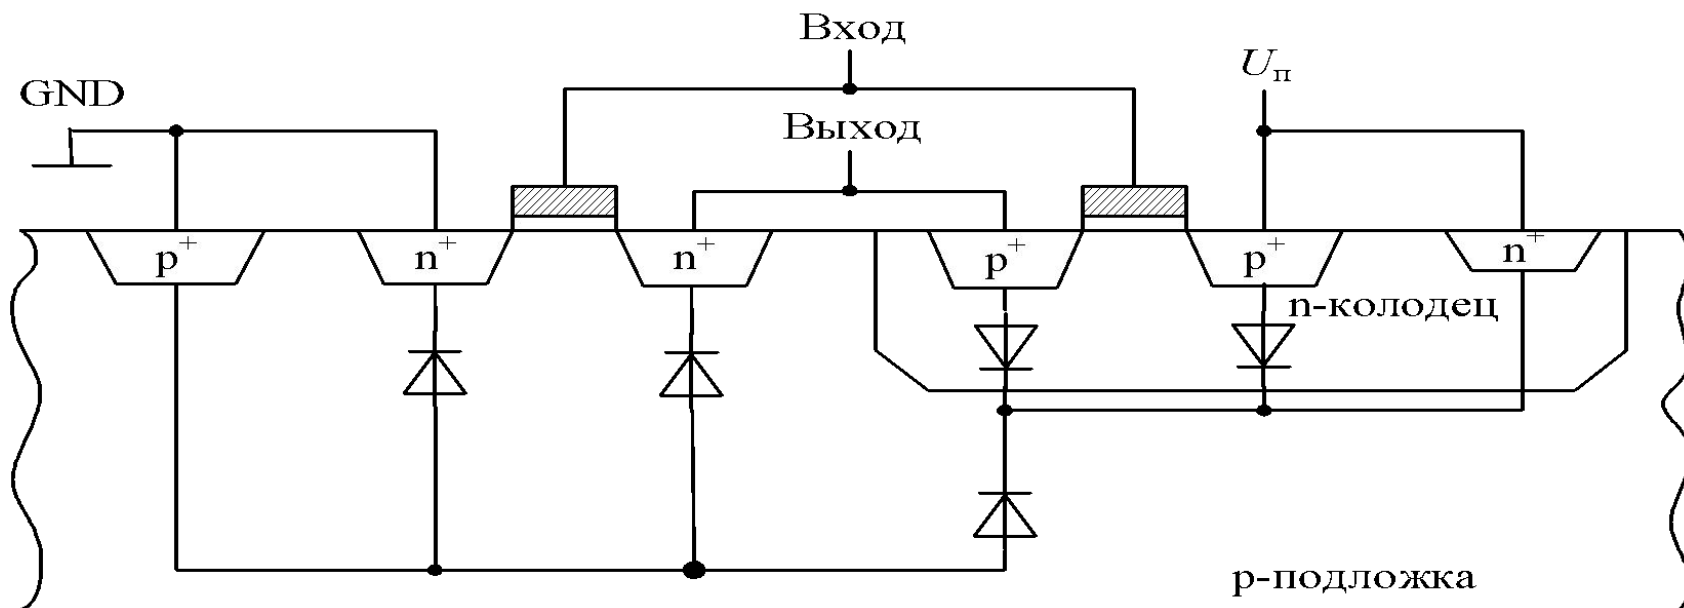 Вход
GND
Выход
Uп
p+
n+
n+
p+
p+
n+
n-колодец
p-подложка